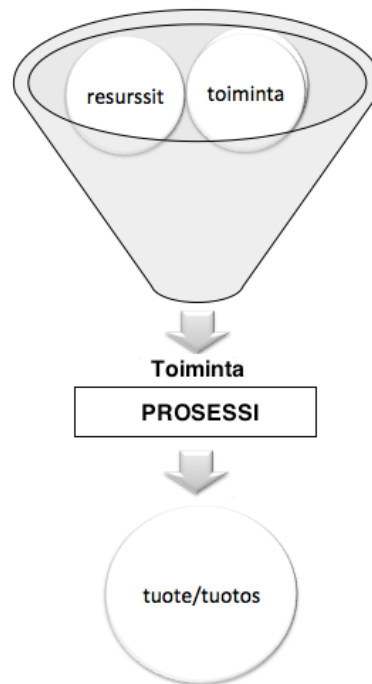 resurssit
toiminta
Toiminta
PROSESSI
tuote/tuotos